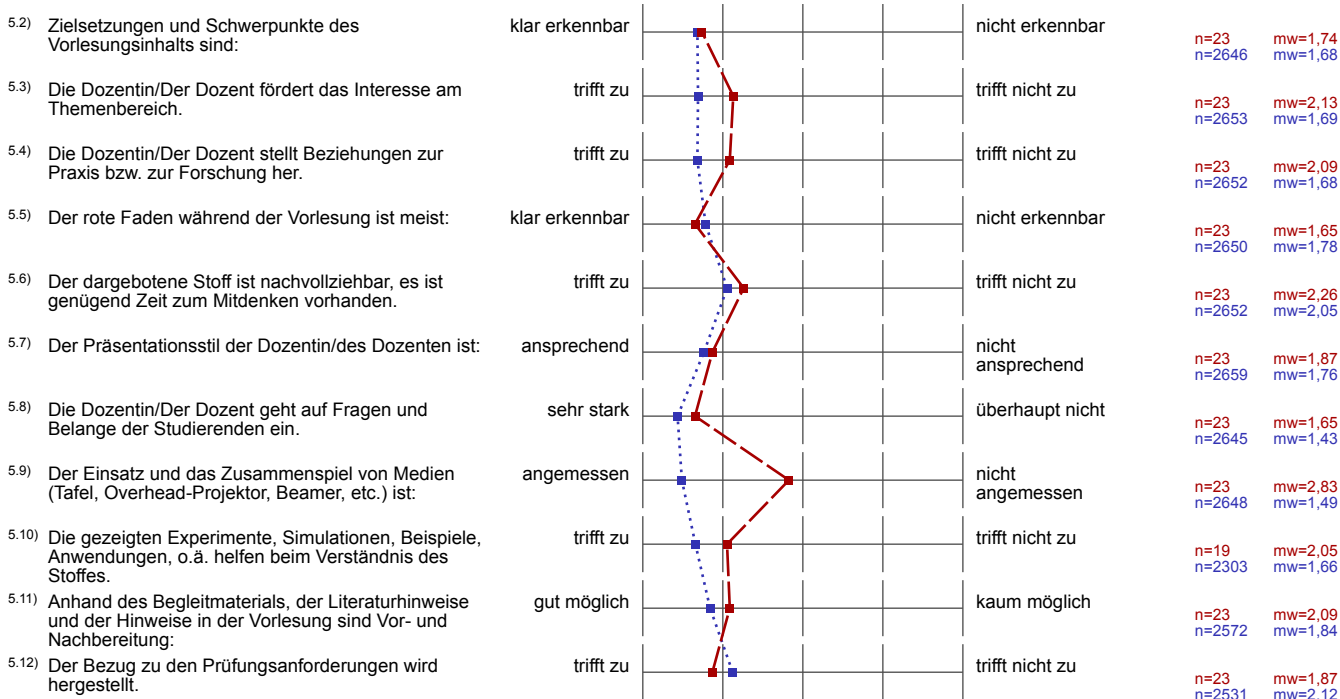 5.2) Zielsetzungen und Schwerpunkte des
Vorlesungsinhalts sind:
klar erkennbar
nicht erkennbar
n=23 mw=1,74
n=2646 mw=1,68
5.3) Die Dozentin/Der Dozent fördert das Interesse am
Themenbereich.
trifft zu
trifft nicht zu
n=23 mw=2,13
n=2653 mw=1,69
5.4) Die Dozentin/Der Dozent stellt Beziehungen zur
Praxis bzw. zur Forschung her.
trifft zu
trifft nicht zu
n=23 mw=2,09
n=2652 mw=1,68
5.5) Der rote Faden während der Vorlesung ist meist:
klar erkennbar
nicht erkennbar
n=23 mw=1,65
n=2650 mw=1,78
5.6) Der dargebotene Stoff ist nachvollziehbar, es ist
genügend Zeit zum Mitdenken vorhanden.
trifft zu
trifft nicht zu
n=23 mw=2,26
n=2652 mw=2,05
5.7) Der Präsentationsstil der Dozentin/des Dozenten ist:
ansprechend
nicht
ansprechend
n=23 mw=1,87
n=2659 mw=1,76
5.8) Die Dozentin/Der Dozent geht auf Fragen und
Belange der Studierenden ein.
sehr stark
überhaupt nicht
n=23 mw=1,65
n=2645 mw=1,43
5.9) Der Einsatz und das Zusammenspiel von Medien
(Tafel, Overhead-Projektor, Beamer, etc.) ist:
angemessen
nicht
angemessen
n=23 mw=2,83
n=2648 mw=1,49
5.10) Die gezeigten Experimente, Simulationen, Beispiele,
Anwendungen, o.ä. helfen beim Verständnis des
Stoffes.
trifft zu
trifft nicht zu
n=19 mw=2,05
n=2303 mw=1,66
5.11) Anhand des Begleitmaterials, der Literaturhinweise
und der Hinweise in der Vorlesung sind Vor- und
Nachbereitung:
gut möglich
kaum möglich
n=23 mw=2,09
n=2572 mw=1,84
5.12) Der Bezug zu den Prüfungsanforderungen wird
hergestellt.
trifft zu
trifft nicht zu
n=23 mw=1,87
n=2531 mw=2,12